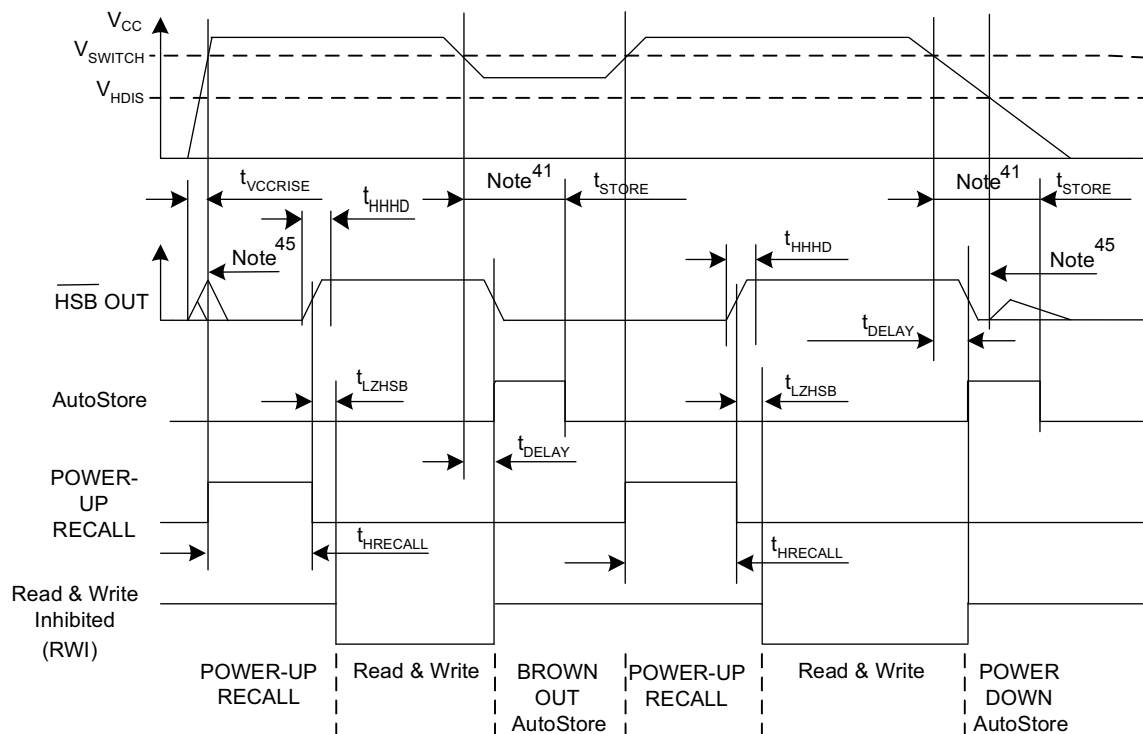 VCC
VSWITCH
VHDIS
tVCCRISE
Note41
tSTORE
Note41
tSTORE
tHHHD
Note45
tHHHD
Note45
HSB OUT
tDELAY
tLZHSB
tLZHSB
AutoStore
tDELAY
POWER-
UP
RECALL
tHRECALL
tHRECALL
Read & Write
Inhibited
(RWI)
POWER-UP
RECALL
Read & Write
BROWN
OUT
AutoStore
POWER-UP
RECALL
Read & Write
POWER
DOWN
AutoStore